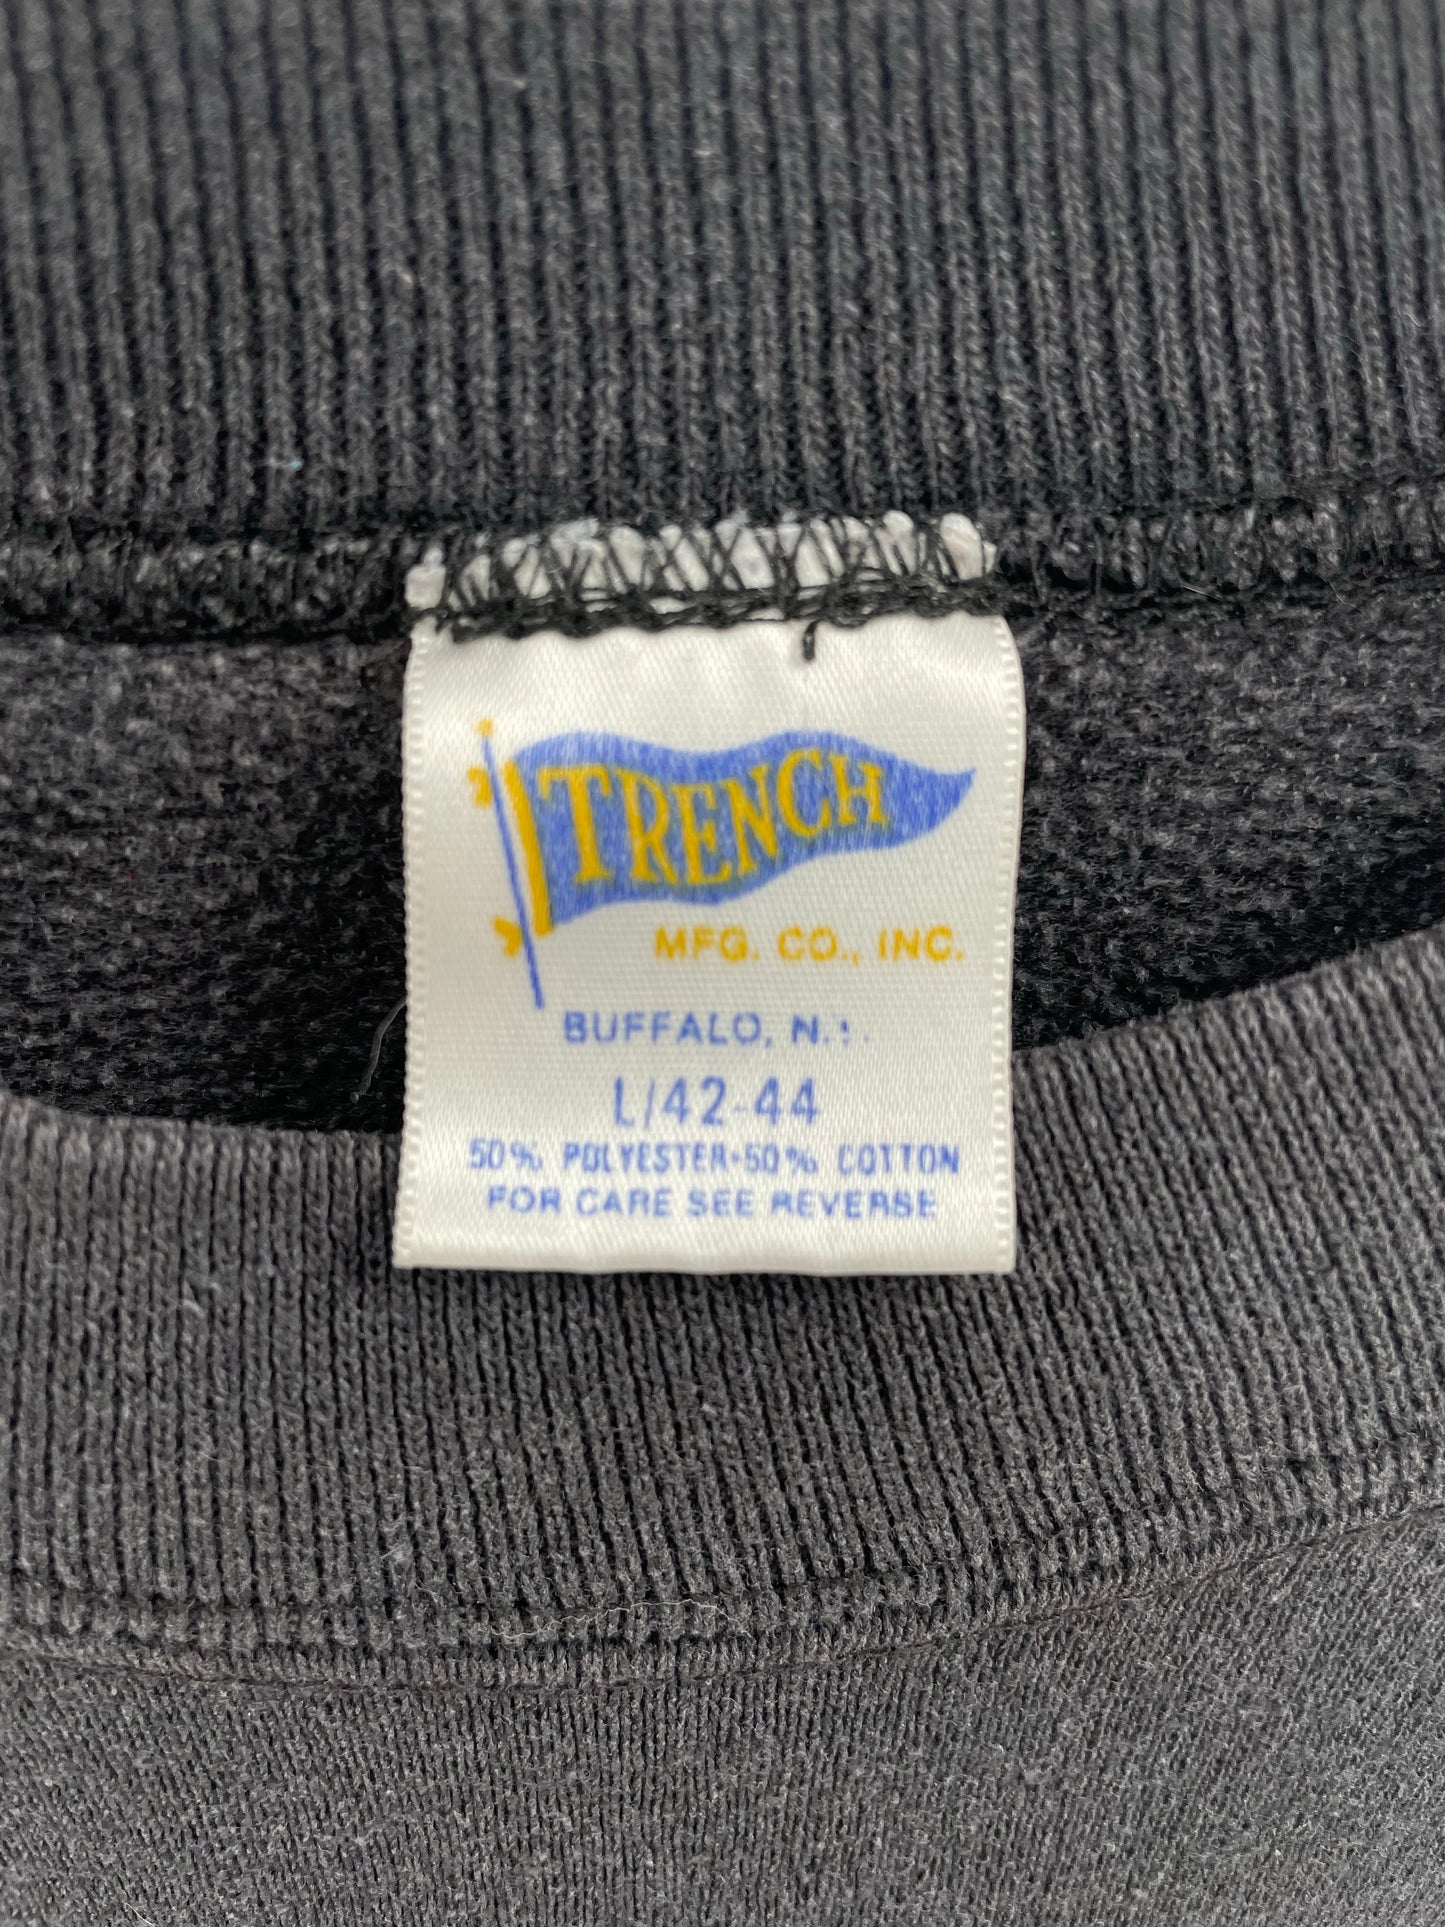 TRENCH
MFG. CO., INC.
BUFFALO, N.
L/42-44
50% POLYESTER•50% COTTON
FOR CARE SEE REVERSE